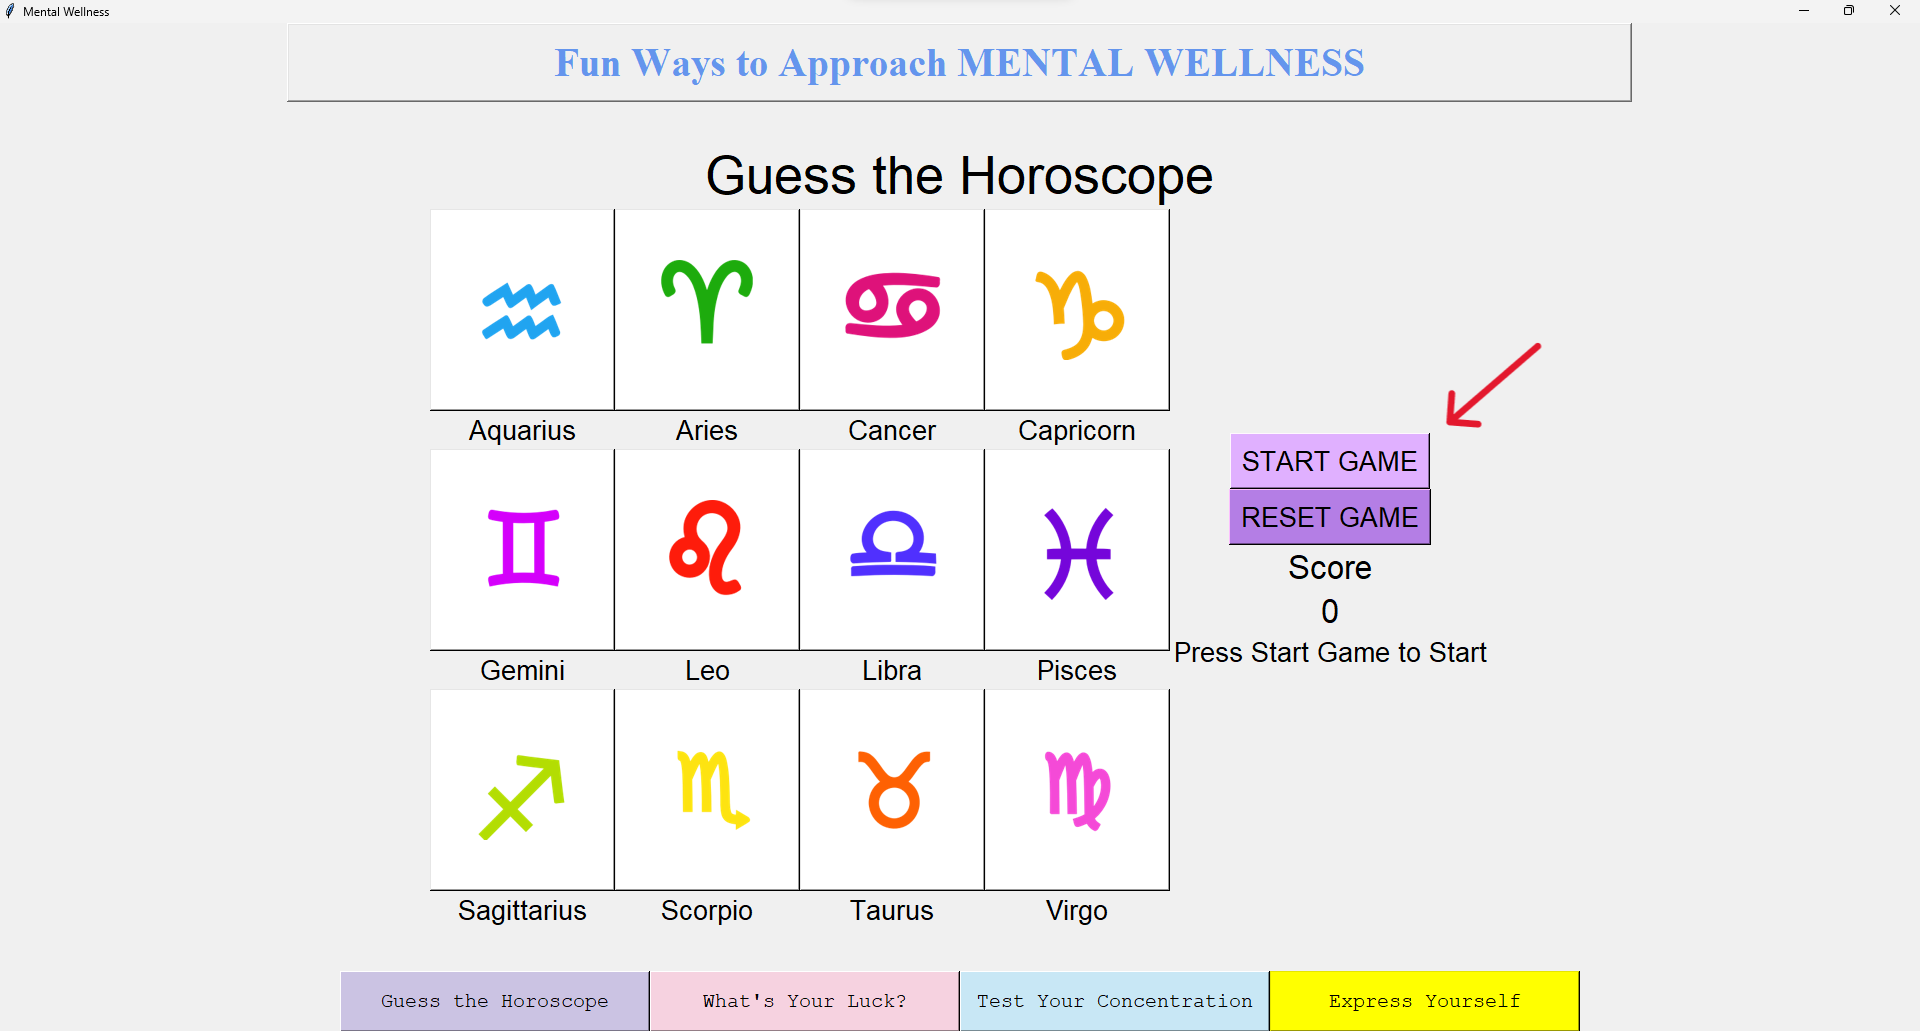 Mental Wellness
Fun Ways to Approach MENTAL WELLNESS
Guess the Horoscope
Aquarius Aries Cancer Capricorn
START GAME
RESET GAME
Score
0
Press Start Game to Start
Gemini Leo Libra Pisces
Sagittarius Scorpio Taurus Virgo
Guess the Horoscope What's Your Luck? Test Your Concentration Express Yourself